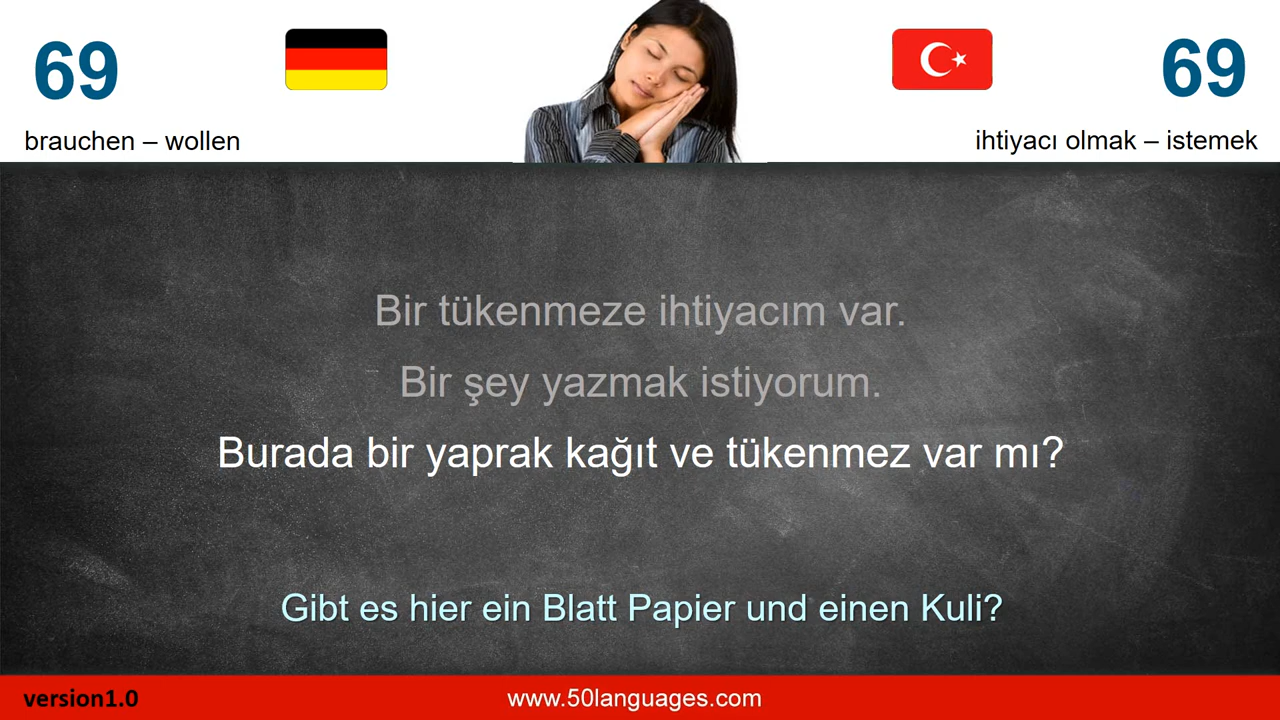 69
69
brauchen – wollen
ihtiyacı olmak – istemek
Bir tükenmeze ihtiyacım var.
Bir şey yazmak istiyorum.
Burada bir yaprak kağıt ve tükenmez var mı?
Gibt es hier ein Blatt Papier und einen Kuli?
version1.0
www.50languages.com